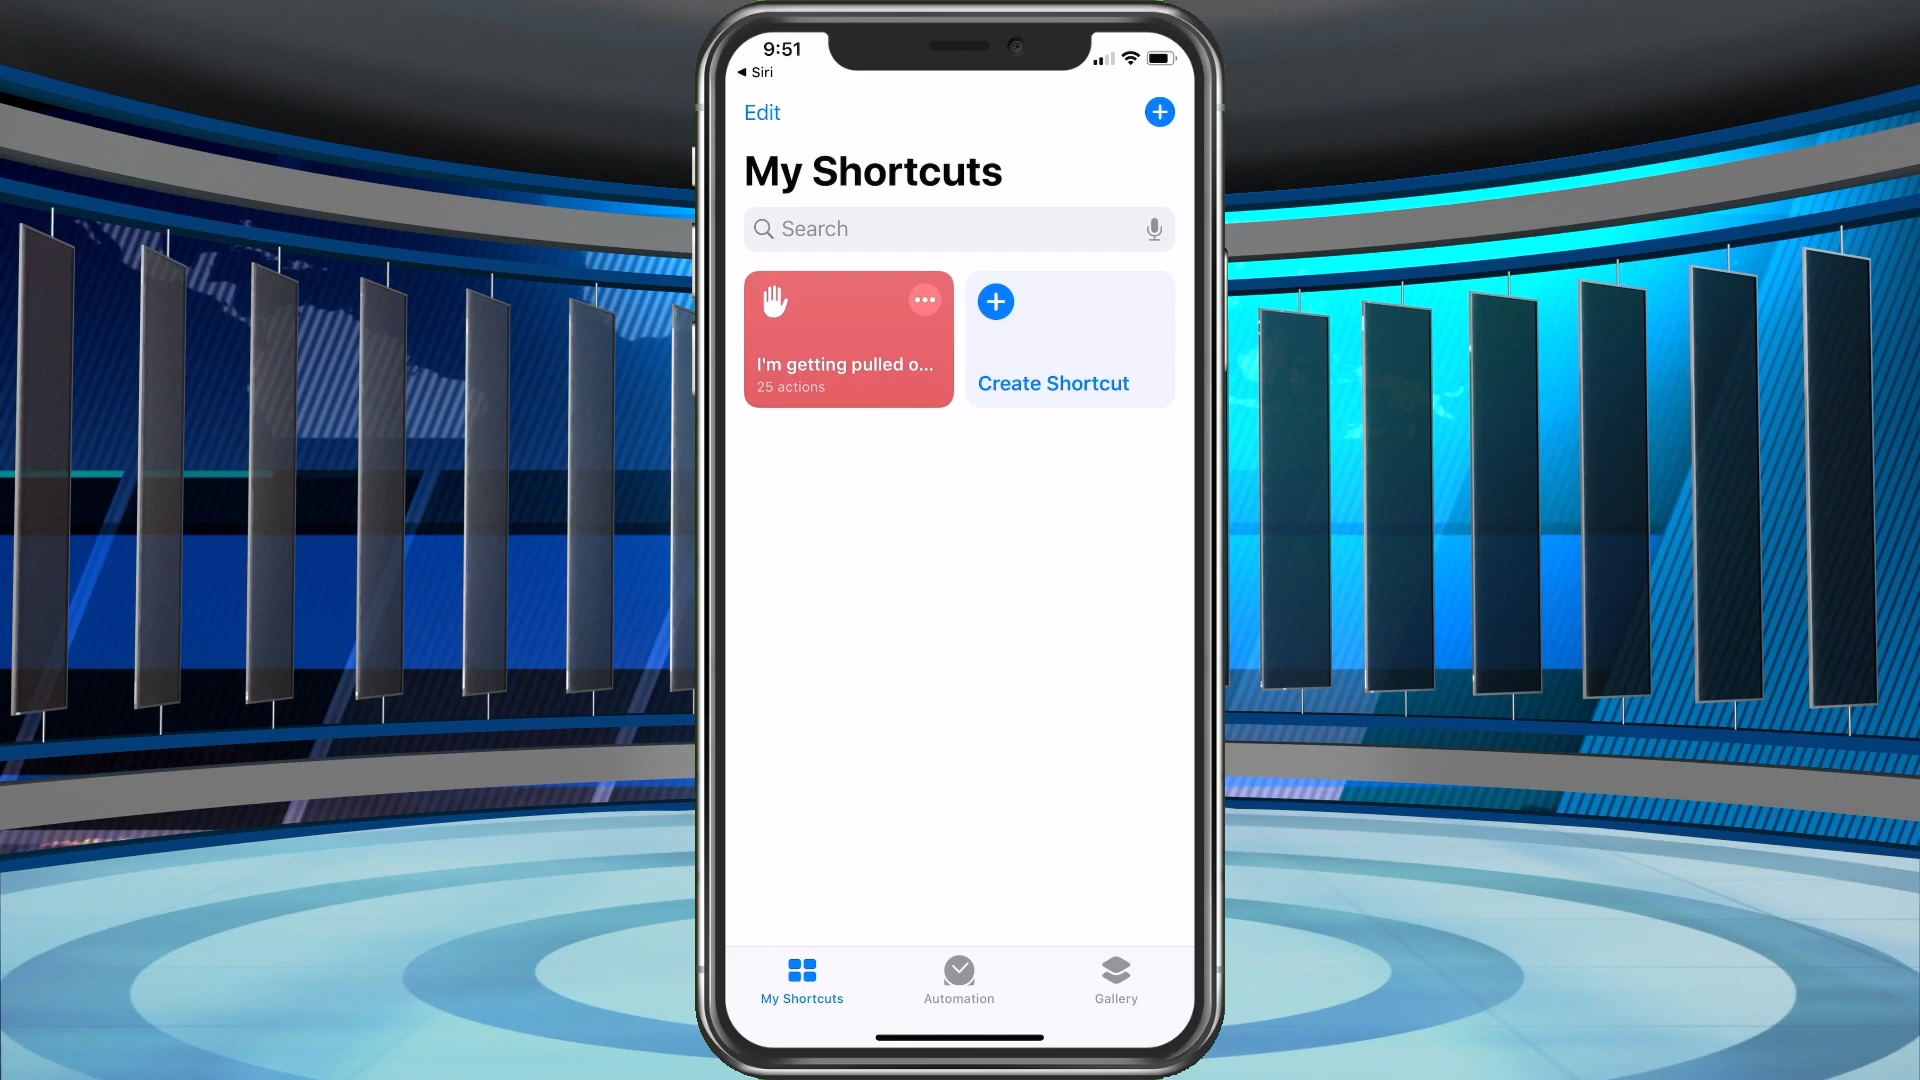 9:51
Siri
Edit
My Shortcuts
Search
I'm getting pulled o...
25 actions
Create Shortcut
My Shortcuts
Automation
Gallery